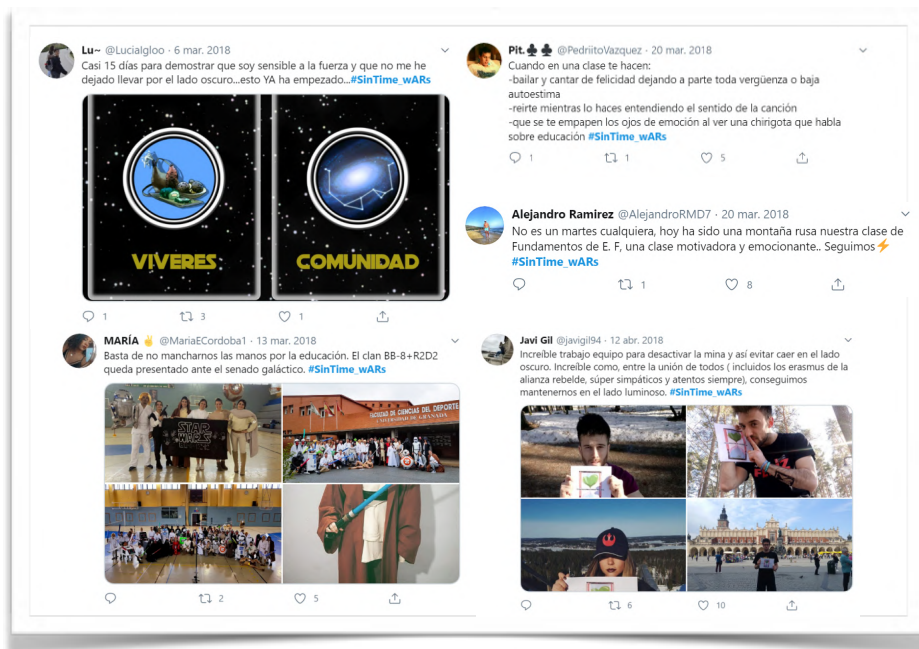 Lu~ @LuciaIgloo · 6 mar. 2018
Casi 15 días para demostrar que soy sensible a la fuerza y que no me he
dejado llevar por el lado oscuro...esto YA ha empezado...#SinTime_wARs
VÍVERES
COMUNIDAD
1
3
1
MARÍA ✌ @MariaECordoba1 · 13 mar. 2018
Basta de no mancharnos las manos por la educación. El clan BB-8+R2D2
queda presentado ante el senado galáctico. #SinTime_wARs
STAR
WARS
FACULTAD DE CIENCIAS DEL DEPORTE
UNIVERSIDAD DE GRANADA
2
5
Pit.♣♣ @PedriitoVazquez · 20 mar. 2018
Cuando en una clase te hacen:
-bailar y cantar de felicidad dejando a parte toda vergüenza o baja
autoestima
-reirte mientras lo haces entendiendo el sentido de la canción
-que se te empapen los ojos de emoción al ver una chirigota que habla
sobre educación #SinTime_wARs
1
1
5
Alejandro Ramirez @AlejandroRMD7 · 20 mar. 2018
No es un martes cualquiera, hoy ha sido una montaña rusa nuestra clase de
Fundamentos de E. F, una clase motivadora y emocionante.. Seguimos⚡
#SinTime_wARs
1
8
Javi Gil @javigil94 · 12 abr. 2018
Increíble trabajo equipo para desactivar la mina y así evitar caer en el lado
oscuro. Increíble como, entre la unión de todos ( incluidos los erasmus de la
alianza rebelde, súper simpáticos y atentos siempre), conseguimos
mantenernos en el lado luminoso. #SinTime_wARs
6
10